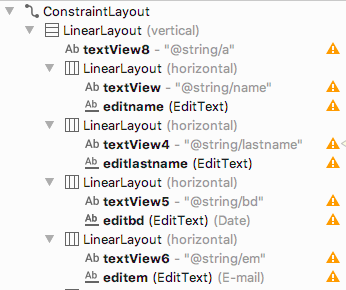 ConstraintLayout
LinearLayout (vertical)
Ab textView8 - "@string/a"
LinearLayout (horizontal)
Ab textView - "@string/name"
Ab editname (EditText)
LinearLayout (horizontal)
Ab textView4 - "@string/lastname"
Ab editlastname (EditText)
LinearLayout (horizontal)
Ab textView5 - "@string/bd"
Ab editbd (EditText) (Date)
LinearLayout (horizontal)
Ab textView6 - "@string/em"
Ab editem (EditText) (E-mail)